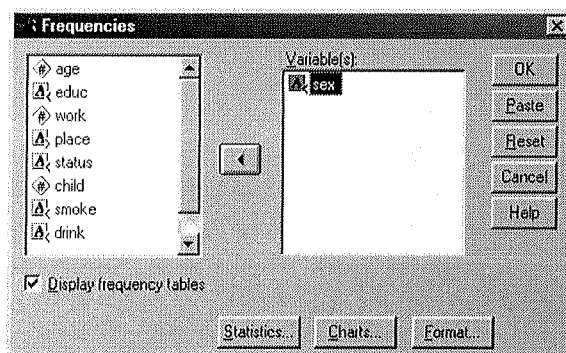 Frequencies
age
educ
work
place
status
child
smoke
drink
Variable(s):
sex
OK
Paste
Reset
Cancel
Help
Display frequency tables
Statistics...
Charts...
Format...